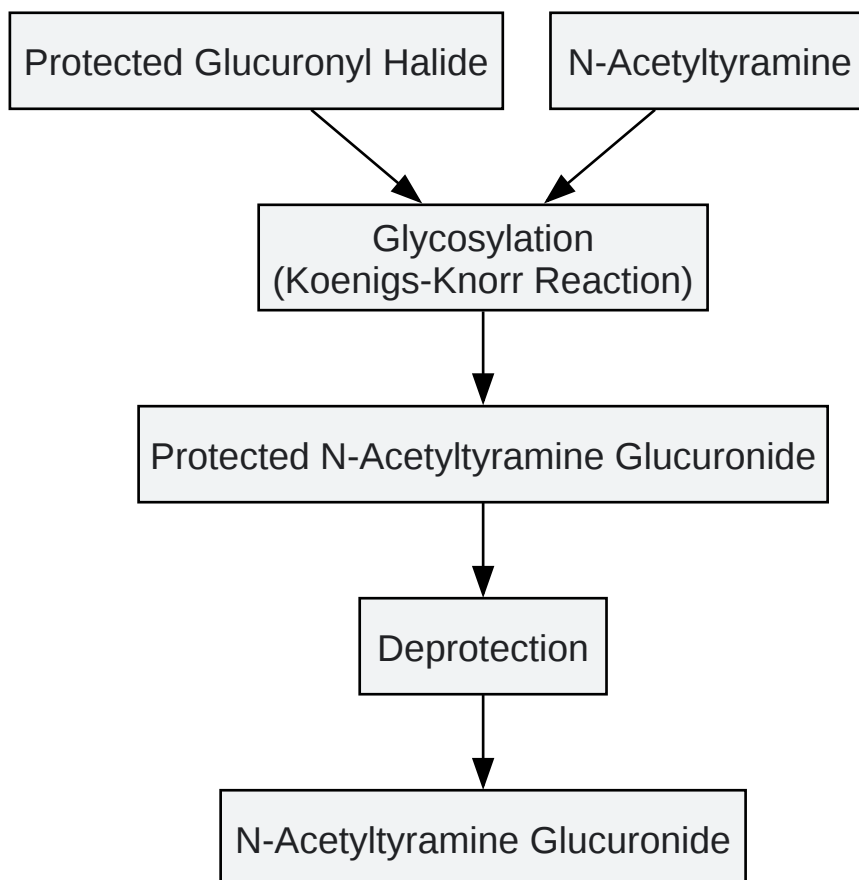 Protected Glucuronyl Halide
N-Acetyltyramine
Glycosylation
(Koenigs-Knorr Reaction)
Protected N-Acetyltyramine Glucuronide
Deprotection
N-Acetyltyramine Glucuronide